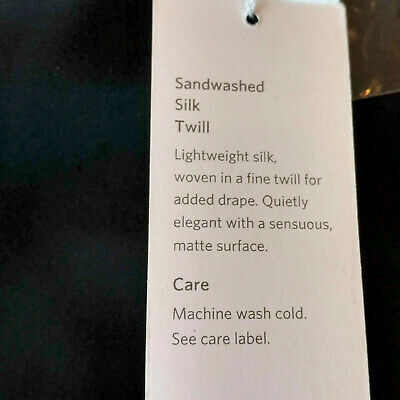 Sandwashed
Silk
Twill
Lightweight silk,
woven in a fine twill for
added drape. Quietly
elegant with a sensuous,
matte surface.
Care
Machine wash cold.
See care label.